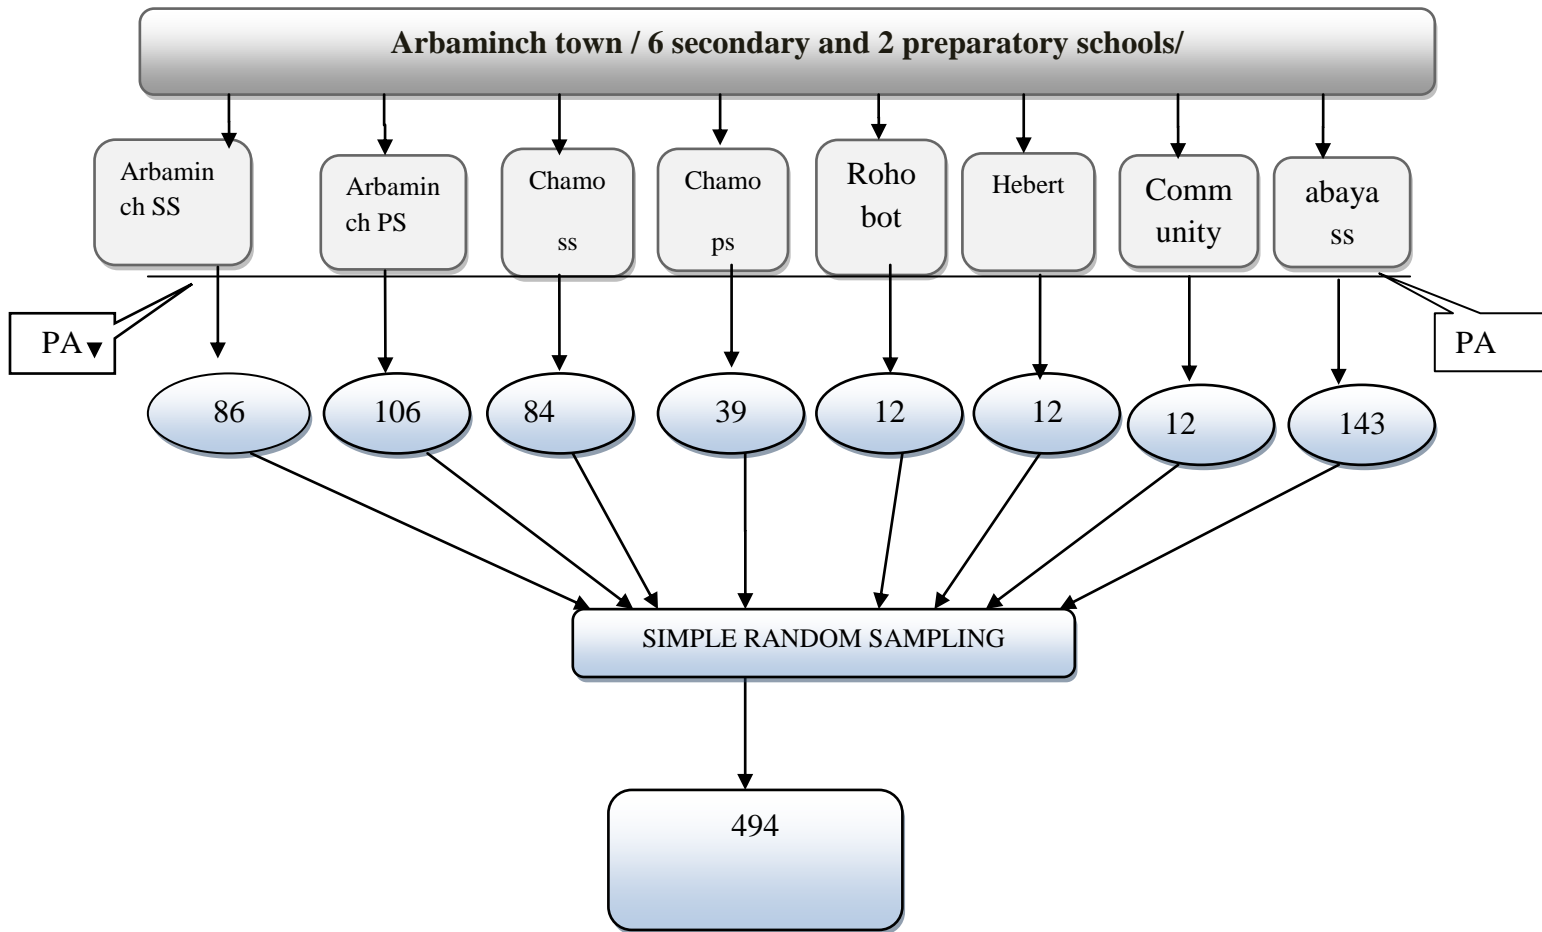 Arbaminch town / 6 secondary and 2 preparatory schools/
Arbamin
ch SS
Arbamin
ch PS
Chamo
ss
Chamo
ps
Roho
bot
Hebert
Comm
unity
abaya
ss
PA
PA
86
106
84
39
12
12
12
143
SIMPLE RANDOM SAMPLING
494